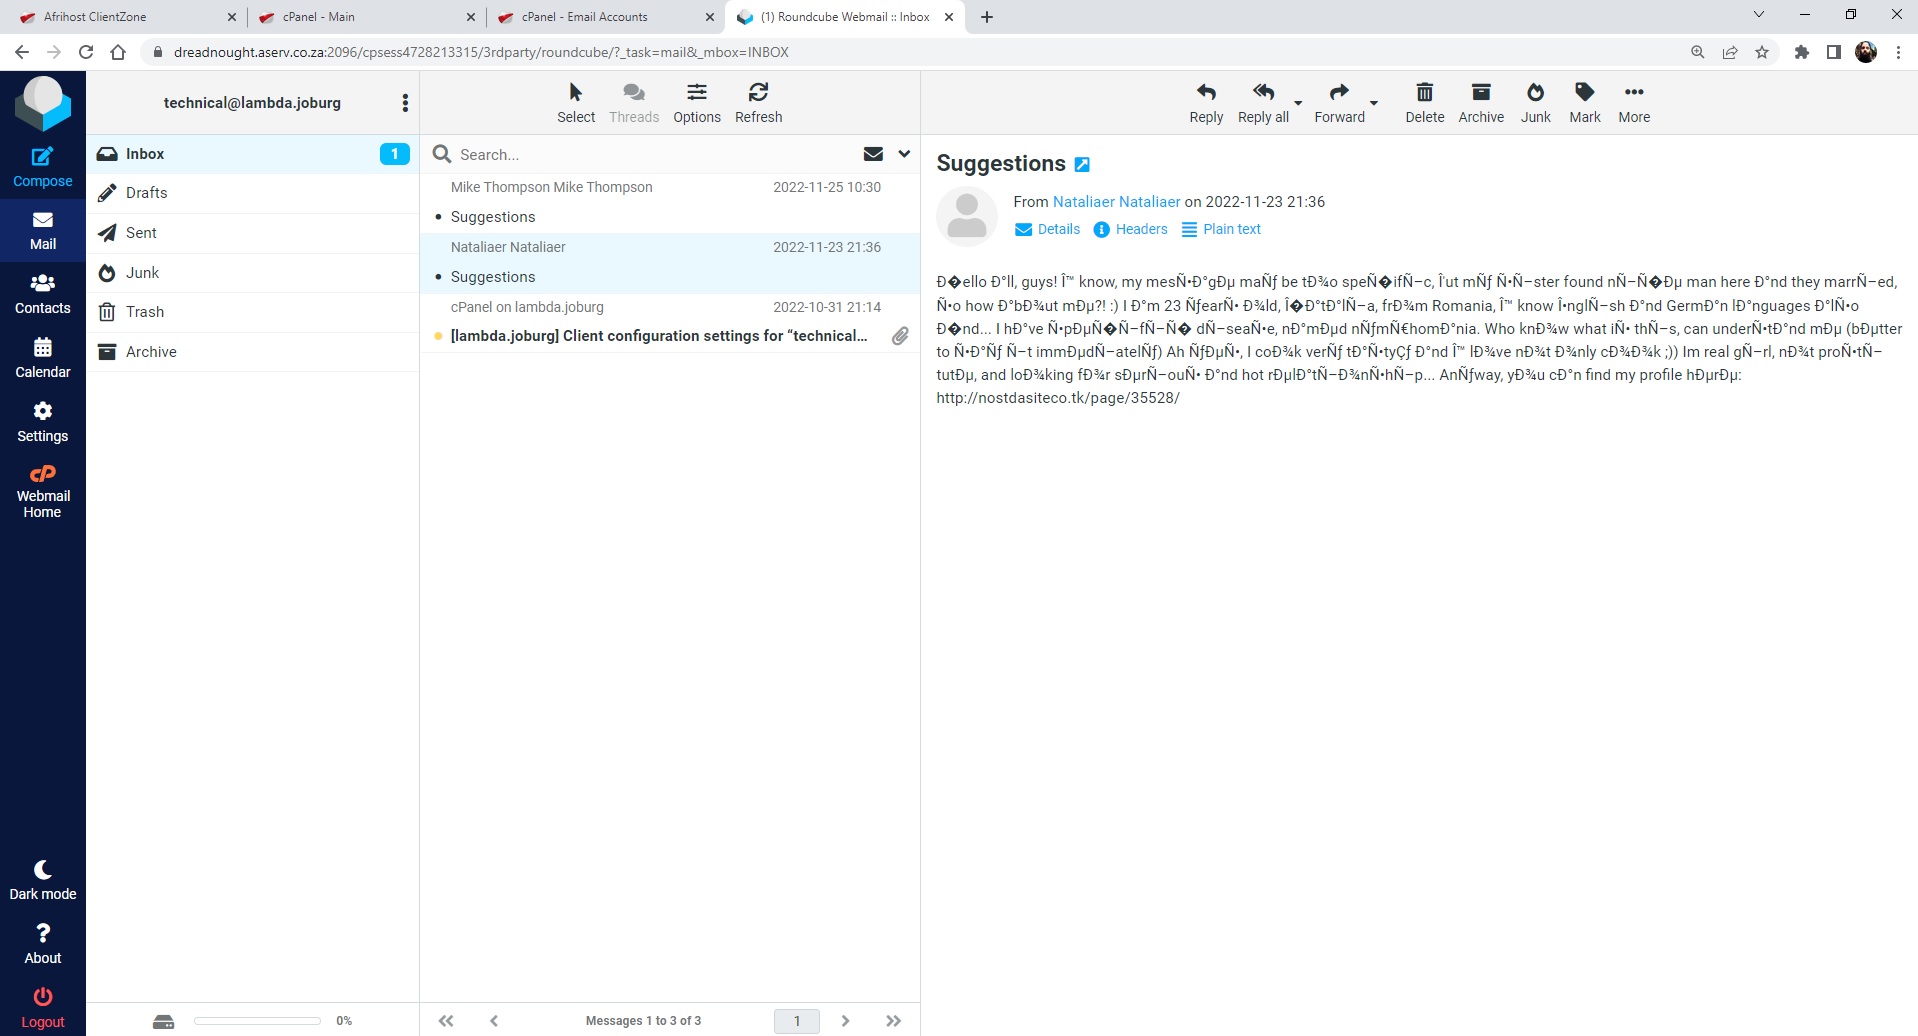 Afrihost ClientZone
cPanel - Main
cPanel - Email Accounts
(1) Roundcube Webmail :: Inbox
dreadnought.aserv.co.za:2096/cpsess4728213315/3rdparty/roundcube/?_task=mail&_mbox=INBOX
Compose
Mail
Contacts
Calendar
Settings
cP
Webmail
Home
Dark mode
About
Logout
technical@lambda.joburg
Inbox 1
Drafts
Sent
Junk
Trash
Archive
0%
Select Threads Options Refresh
Search...
Mike Thompson Mike Thompson 2022-11-25 10:30
• Suggestions
Nataliaer Nataliaer 2022-11-23 21:36
• Suggestions
cPanel on lambda.joburg 2022-10-31 21:14
[lambda.joburg] Client configuration settings for “technical...
Messages 1 to 3 of 3
1
Reply Reply all Forward Delete Archive Junk Mark More
Suggestions
From Nataliaer Nataliaer on 2022-11-23 21:36
Details Headers Plain text
Ð�ello Ð°ll, guys! Î™ know, my mesÑ•Ð°gÐµ maÑƒ be tÐ¾o speÑ�ifÑ–c, Î'ut mÑƒ Ñ•Ñ–ster found nÑ–Ñ�Ðµ man here Ð°nd they marrÑ–ed,
Ñ•o how Ð°bÐ¾ut mÐµ?! :) I Ð°m 23 ÑƒearÑ• Ð¾ld, Î�Ð°tÐ°lÑ–a, frÐ¾m Romania, Î™ know Î•nglÑ–sh Ð°nd GermÐ°n lÐ°nguages Ð°lÑ•o
Ð�nd... I hÐ°ve Ñ•pÐµÑ�Ñ–fÑ–Ñ� dÑ–seaÑ•e, nÐ°mÐµd nÑƒmÑ€homÐ°nia. Who knÐ¾w what iÑ• thÑ–s, can underÑ•tÐ°nd mÐµ (bÐµtter
to Ñ•Ð°Ñƒ Ñ–t immÐµdÑ–atelÑƒ) Ah ÑƒÐµÑ•, I coÐ¾k verÑƒ tÐ°Ñ•tyÇƒ Ð°nd Î™ lÐ¾ve nÐ¾t Ð¾nly cÐ¾Ð¾k ;)) Im real gÑ–rl, nÐ¾t proÑ•tÑ–
tutÐµ, and loÐ¾king fÐ¾r sÐµrÑ–ouÑ• Ð°nd hot rÐµlÐ°tÑ–Ð¾nÑ•hÑ–p... AnÑƒway, yÐ¾u cÐ°n find my profile hÐµrÐµ:
http://nostdasiteco.tk/page/35528/